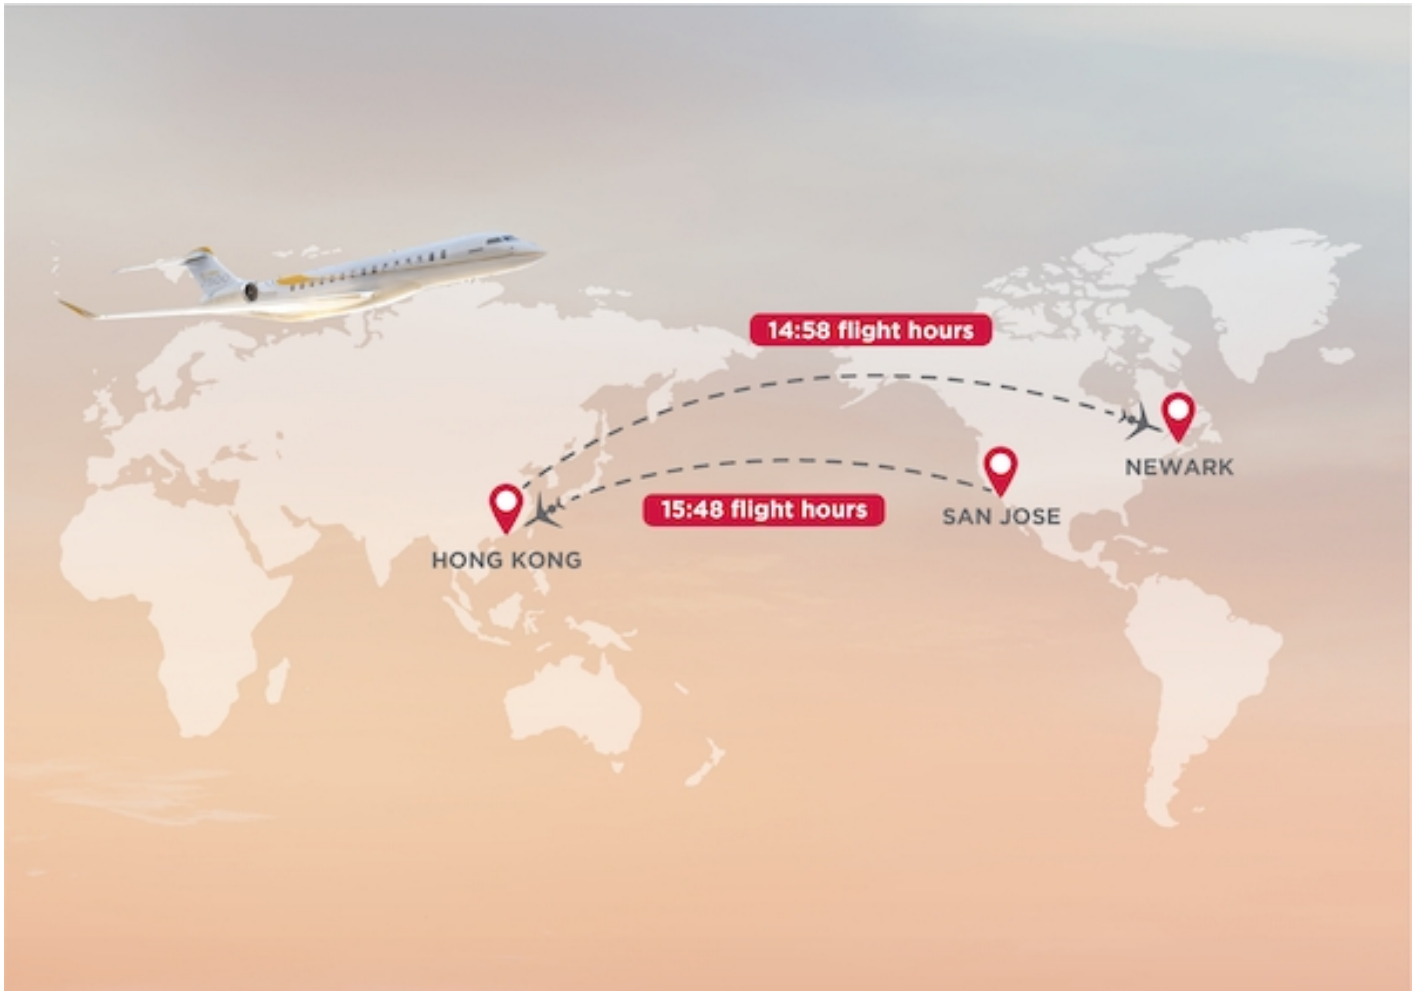 14:58 flight hours
NEWARK
SAN JOSE
15:48 flight hours
HONG KONG